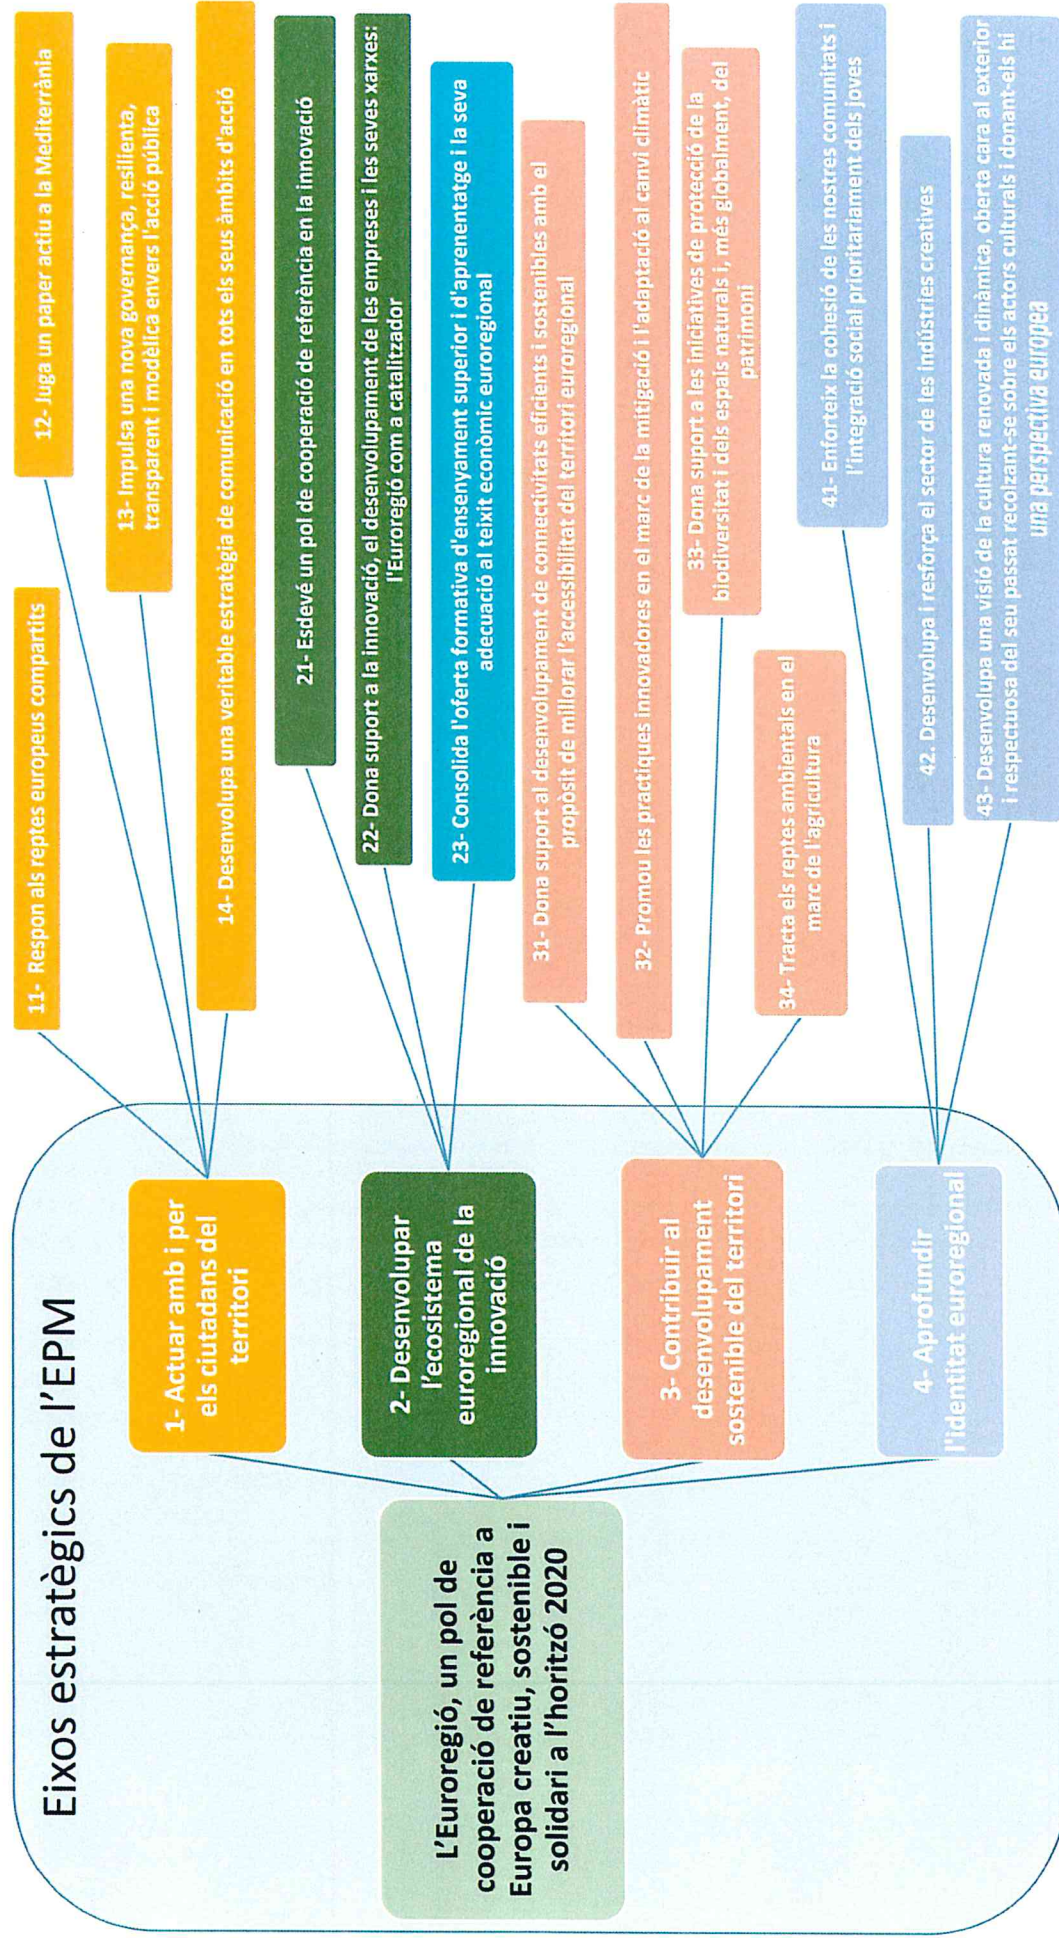 Eixos estratègics de l'EPM
L'Euroregió, un pol de
cooperació de referència a
Europa creatiu, sostenible i
solidari a l'horitzó 2020
1- Actuar amb i per
els ciutadans del
territori
2- Desenvolupar
l'ecosistema
euroregional de la
innovació
3- Contribuir al
desenvolupament
sostenible del territori
4- Aprofundir
l'identitat euroregional
11- Respon als reptes europeus compartits
12- Juga un paper actiu a la Mediterrània
13- Impulsa una nova governança, resilienta,
transparent i modèlica envers l'acció pública
14- Desenvolupa una veritable estratègia de comunicació en tots els seus àmbits d'acció
21- Esdevé un pol de cooperació de referència en la innovació
22- Dona suport a la innovació, el desenvolupament de les empreses i les seves xarxes:
l'Euroregió com a catalitzador
23- Consolida l'oferta formativa d'ensenyament superior i d'aprenentatge i la seva
adecuació al teixit econòmic euroregional
31- Dona suport al desenvolupament de connectivitats eficients i sostenibles amb el
propòsit de millorar l'accessibilitat del territori euroregional
32- Promou les practiques innovadores en el marc de la mitigació i l'adaptació al canvi climàtic
33- Dona suport a les iniciatives de protecció de la
biodiversitat i dels espais naturals i, més globalment, del
patrimoni
34- Tracta els reptes ambientals en el
marc de l'agricultura
41- Enforteix la cohesió de les nostres comunitats i
l'integració social prioritariament dels joves
42. Desenvolupa i resforça el sector de les indústries creatives
43- Desenvolupa una visió de la cultura renovada i dinàmica, oberta cara al exterior
i respectuosa del seu passat recolzant-se sobre els actors culturals i donant-els hi
una perspectiva europea